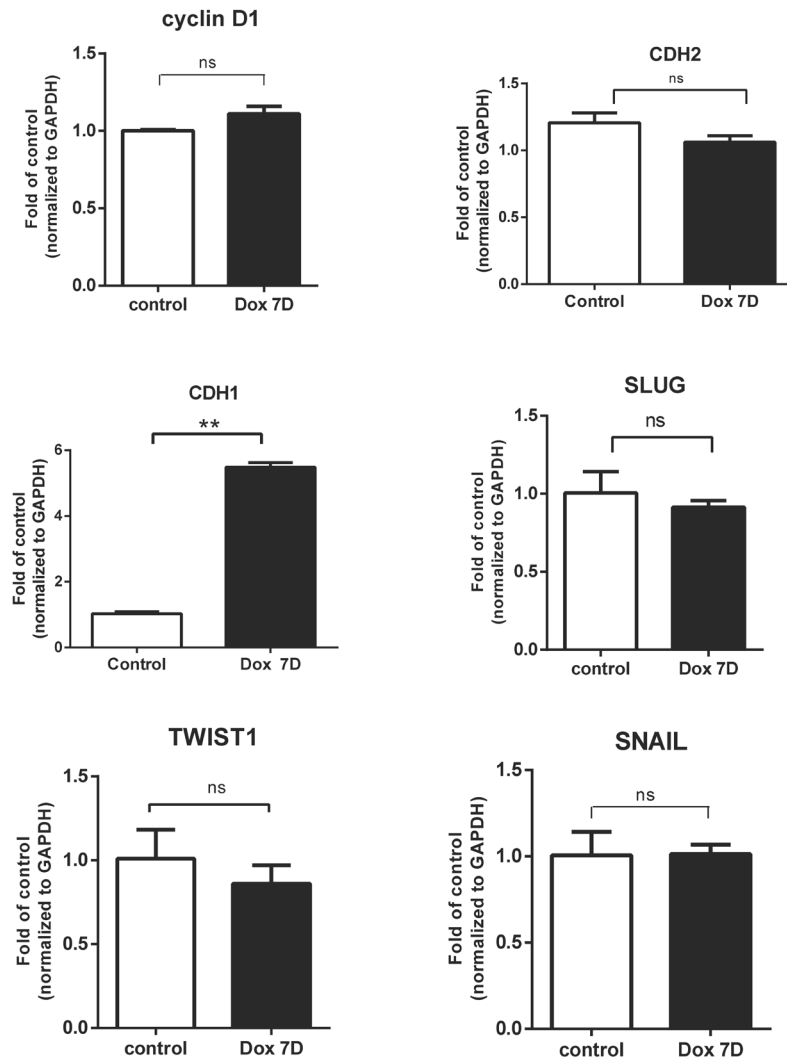 cyclin D1
Fold of control
(normalized to GAPDH)
1.5
1.0
0.5
0.0
ns
control Dox 7D
CDH2
Fold of control
(normalized to GAPDH)
1.5
1.0
0.5
0.0
ns
Control Dox 7D
CDH1
Fold of control
(normalized to GAPDH)
6
4
2
0
**
Control Dox 7D
SLUG
Fold of control
(normalized to GAPDH)
1.5
1.0
0.5
0.0
ns
control Dox 7D
TWIST1
Fold of control
(normalized to GAPDH)
1.5
1.0
0.5
0.0
ns
control Dox 7D
SNAIL
Fold of control
(normalized to GAPDH)
1.5
1.0
0.5
0.0
ns
control Dox 7D